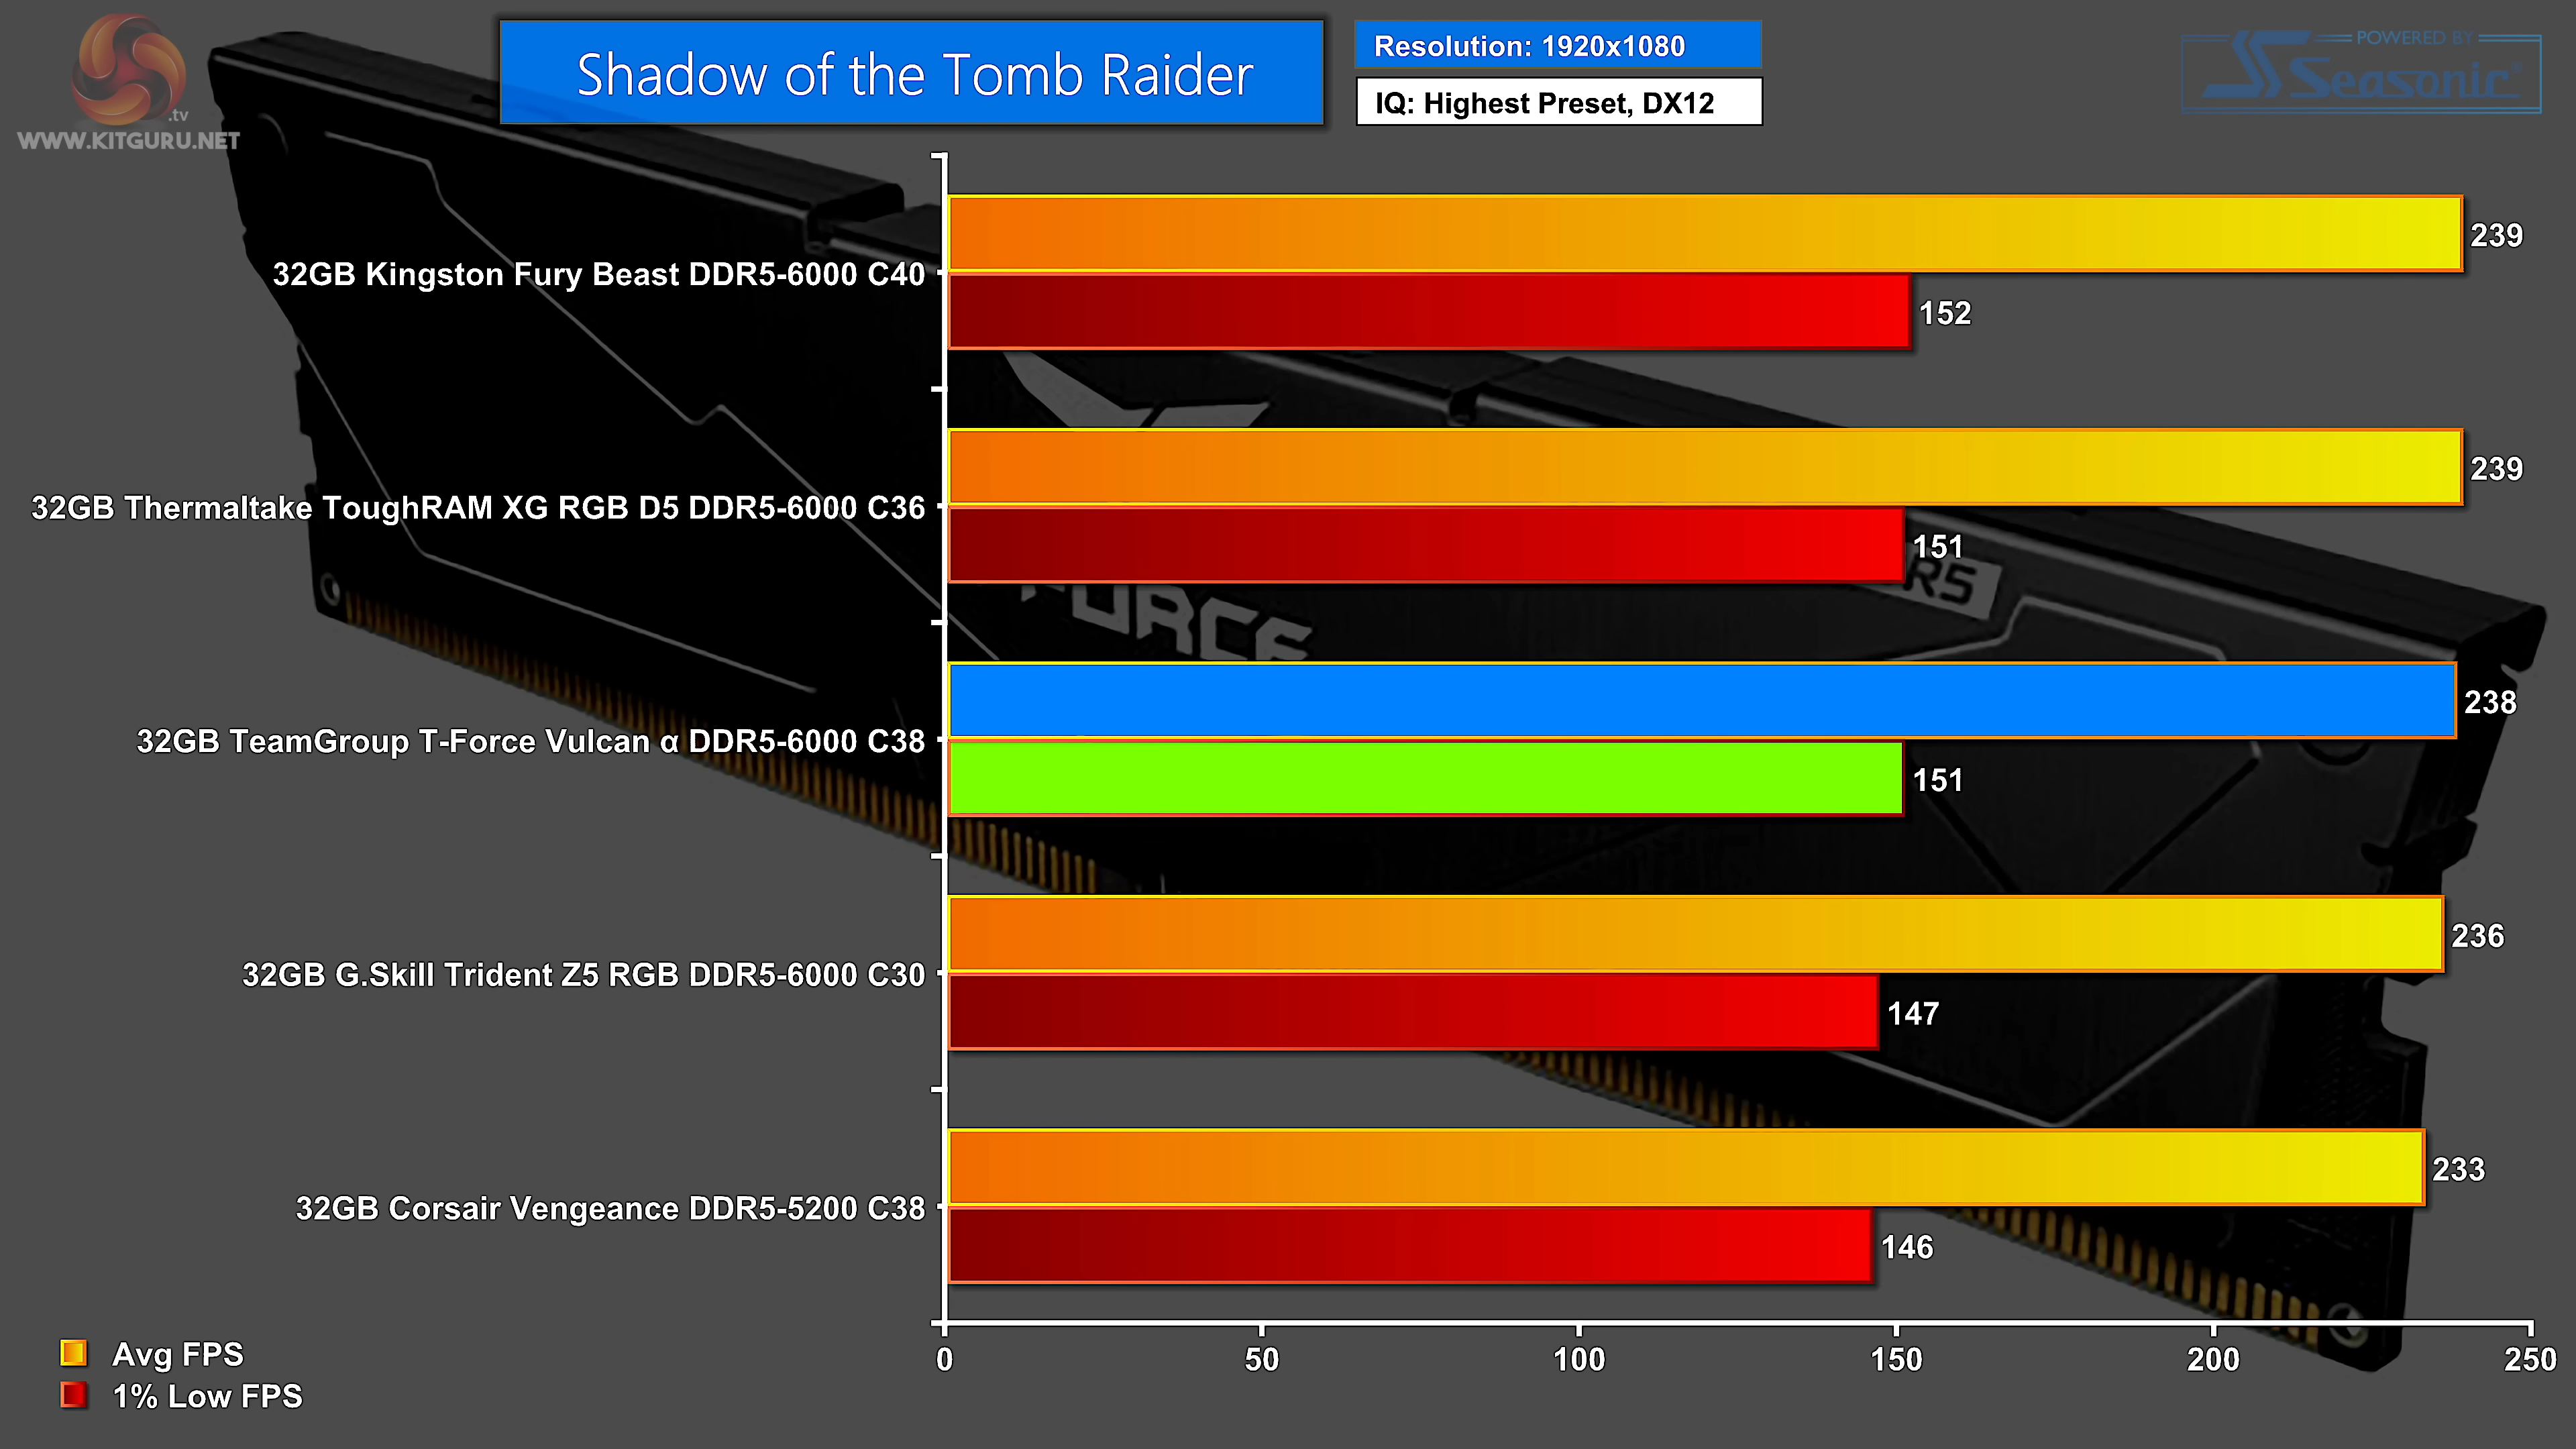 .tv
WWW.KITGURU.NET
Shadow of the Tomb Raider
Resolution: 1920x1080
IQ: Highest Preset, DX12
POWERED BY
Seasonic
32GB Kingston Fury Beast DDR5-6000 C40
239
152
32GB Thermaltake ToughRAM XG RGB D5 DDR5-6000 C36
239
151
R5
FORCE
32GB TeamGroup T-Force Vulcan α DDR5-6000 C38
238
151
32GB G.Skill Trident Z5 RGB DDR5-6000 C30
236
147
32GB Corsair Vengeance DDR5-5200 C38
233
146
0 50 100 150 200 250
Avg FPS
1% Low FPS